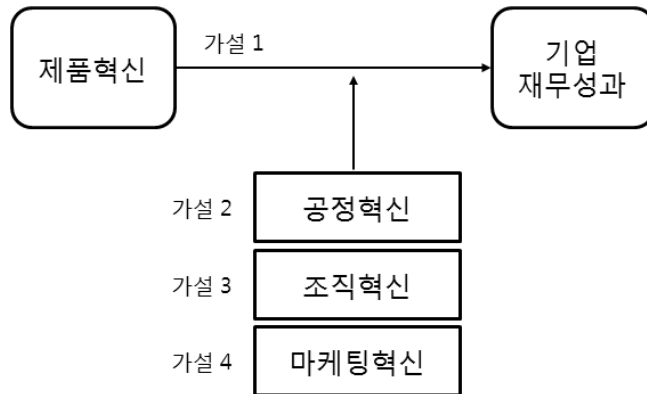 가설 1
제품혁신
기업
재무성과
가설 2
공정혁신
가설 3
조직혁신
가설 4
마케팅혁신